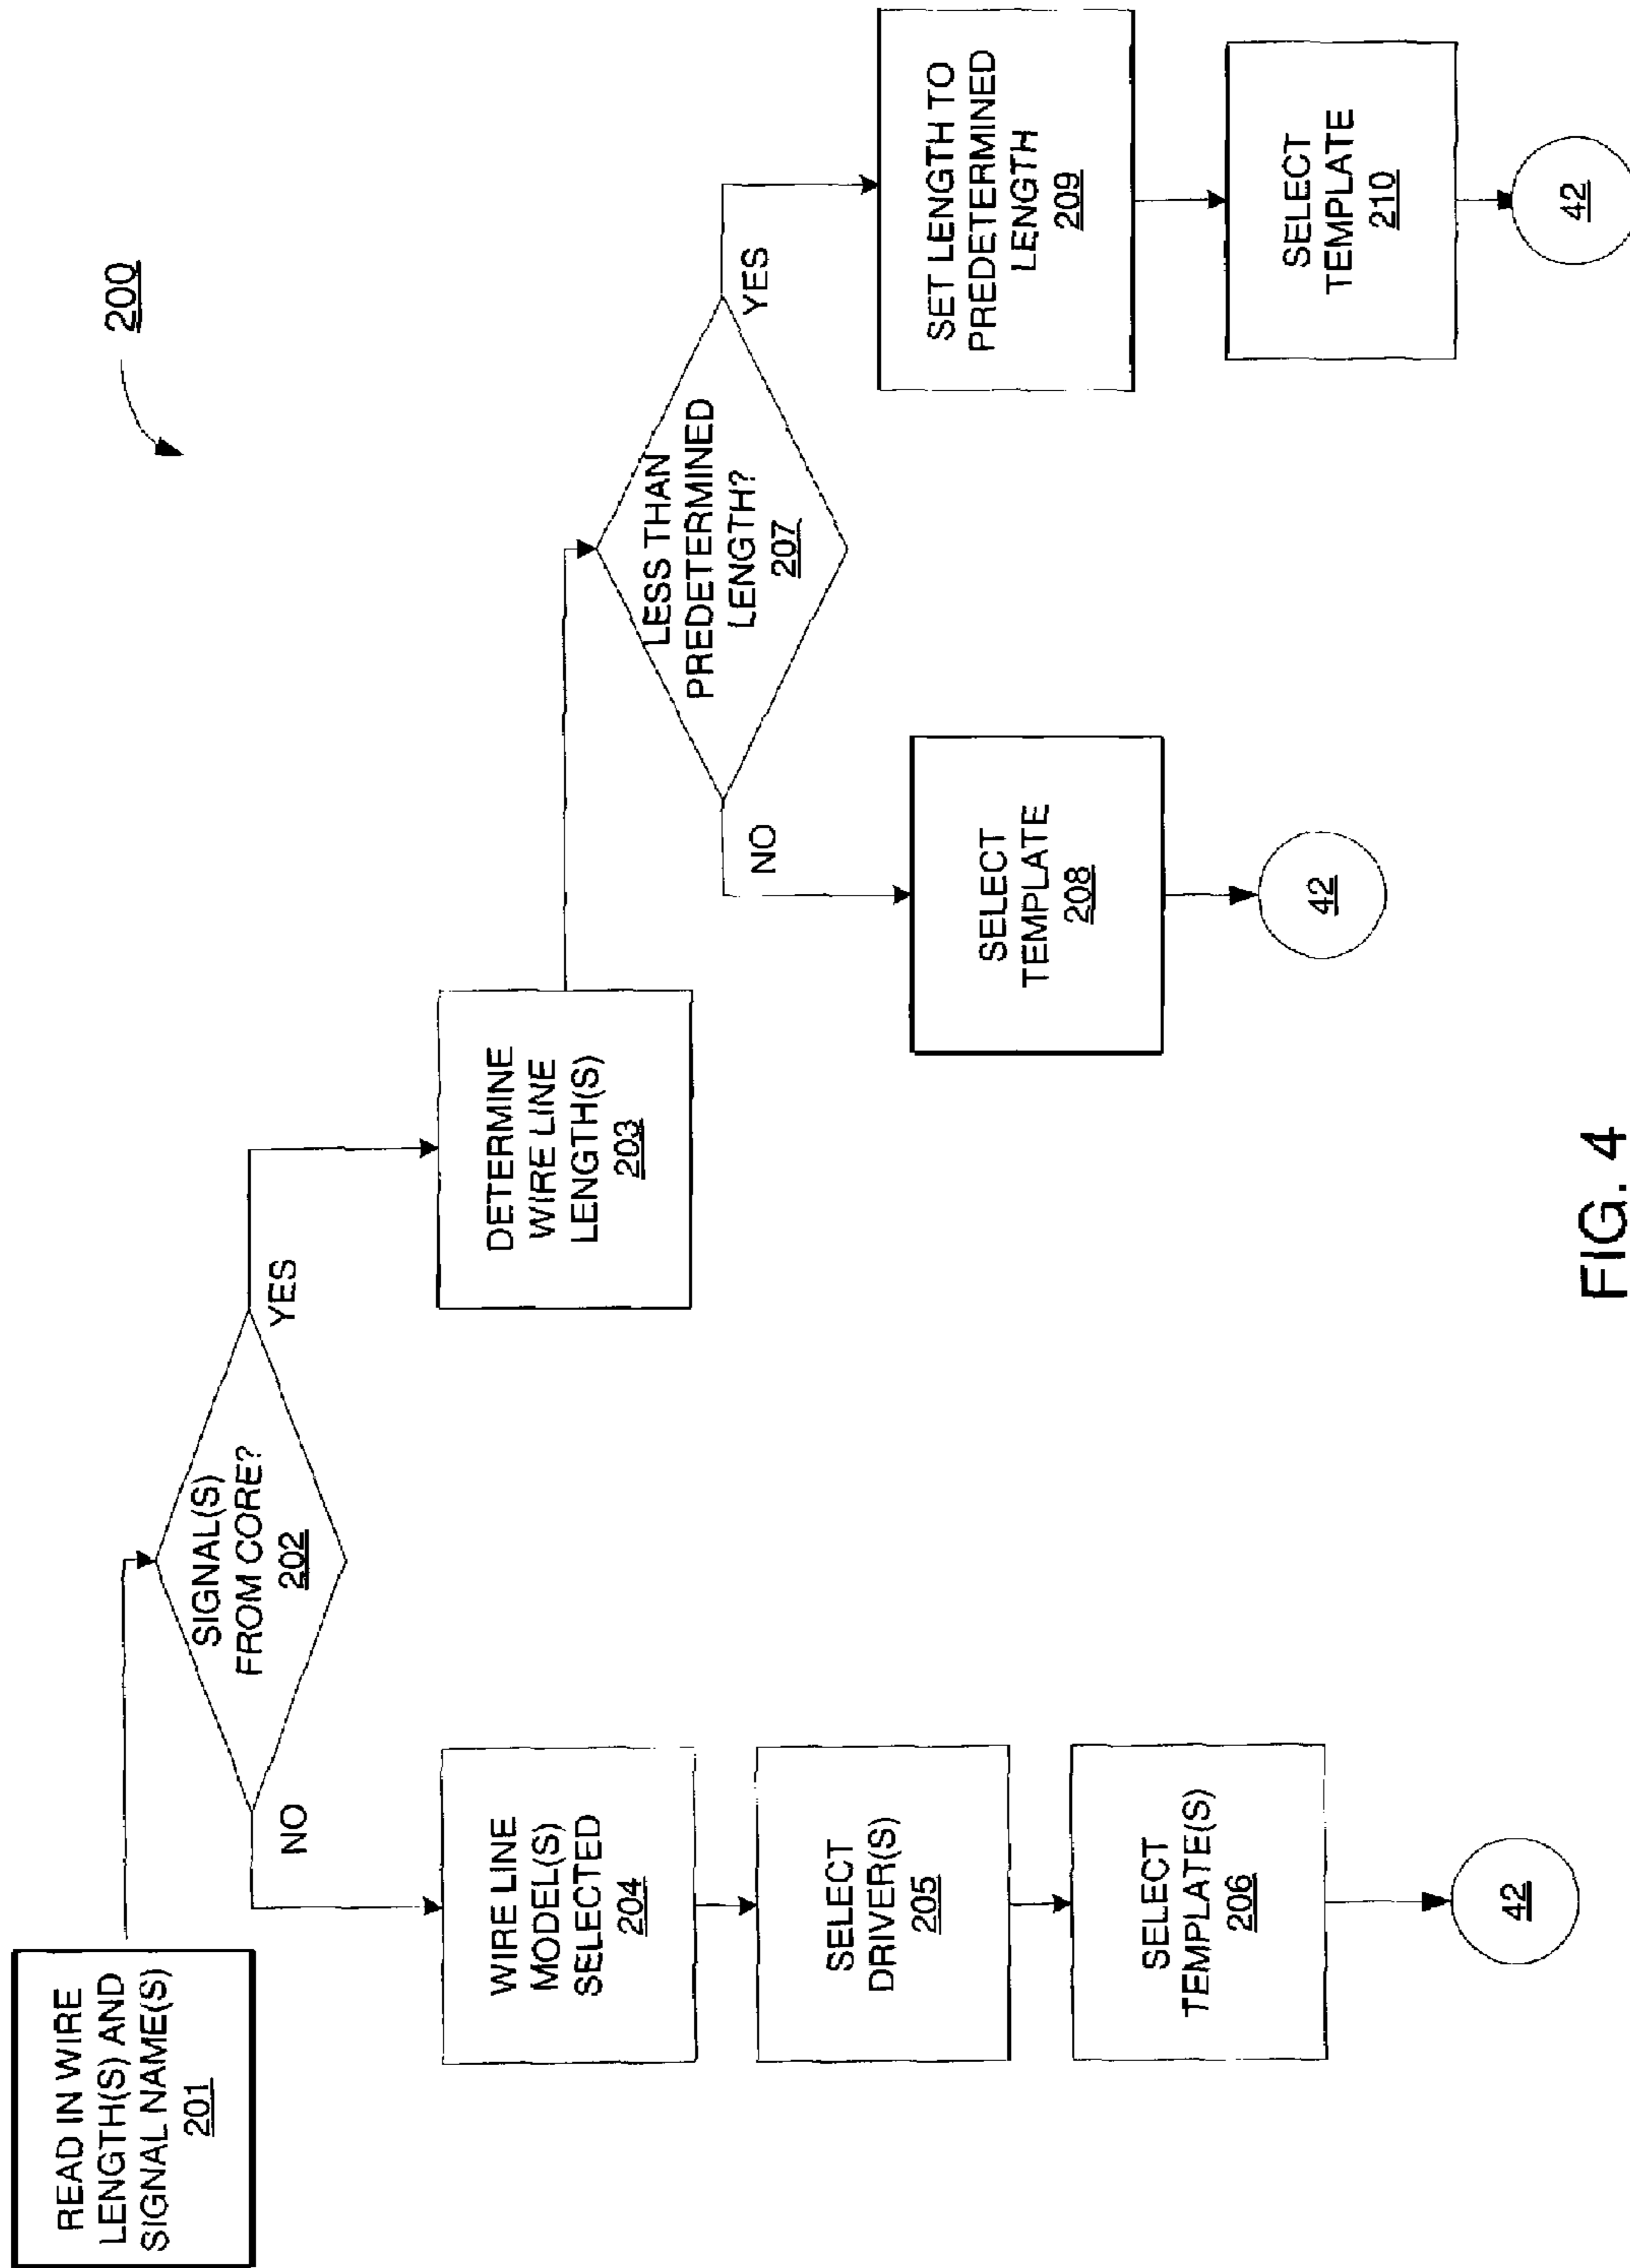 200
READ IN WIRE
LENGTH(S) AND
SIGNAL NAME(S)
201
SIGNAL(S)
FROM CORE?
202
NO
YES
WIRE LINE
MODEL(S)
SELECTED
204
SELECT
DRIVER(S)
205
SELECT
TEMPLATE(S)
206
42
DETERMINE
WIRE LINE
LENGTH(S)
203
LESS THAN
PREDETERMINED
LENGTH?
207
NO
YES
SELECT
TEMPLATE
208
42
SET LENGTH TO
PREDETERMINED
LENGTH
209
SELECT
TEMPLATE
210
42
FIG. 4